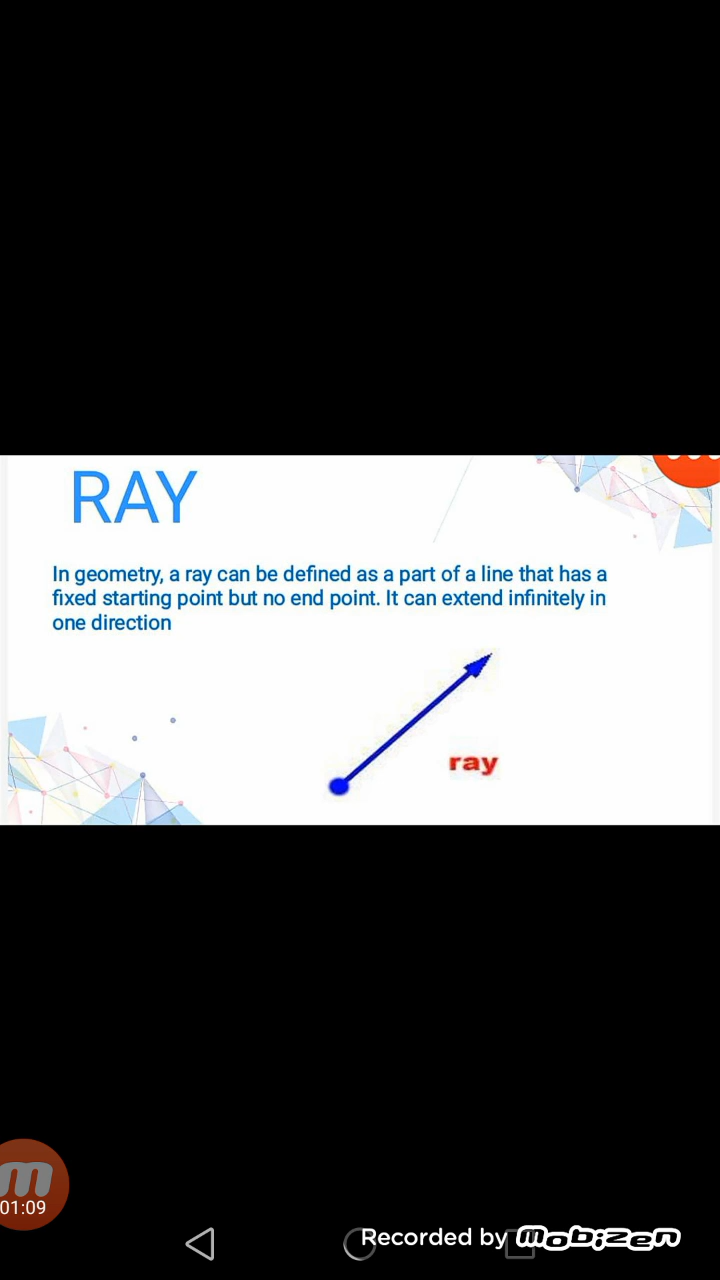 RAY
In geometry, a ray can be defined as a part of a line that has a
fixed starting point but no end point. It can extend infinitely in
one direction
ray
m
01:09
Recorded by mobizen